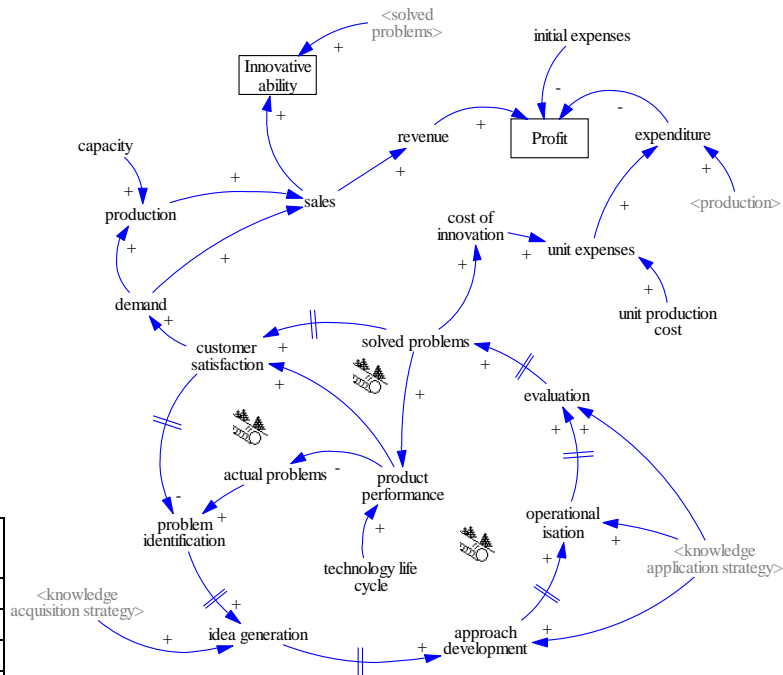 <solved
problems>
initial expenses
Innovative
ability
+
+
-
-
revenue
+
Profit
expenditure
capacity
+
+
+
+
<production>
production
sales
cost of
innovation
+
+
unit expenses
+
+
+
demand
+
+
unit production
cost
solved problems
customer
satisfaction
+
+
+
+
evaluation
+
+
actual problems
-
product
performance
-
+
+
problem
identification
operational
isation
+
+
technology life
cycle
<knowledge
application strategy>
<knowledge
acquisition strategy>
+
+
idea generation
+
approach
development
+